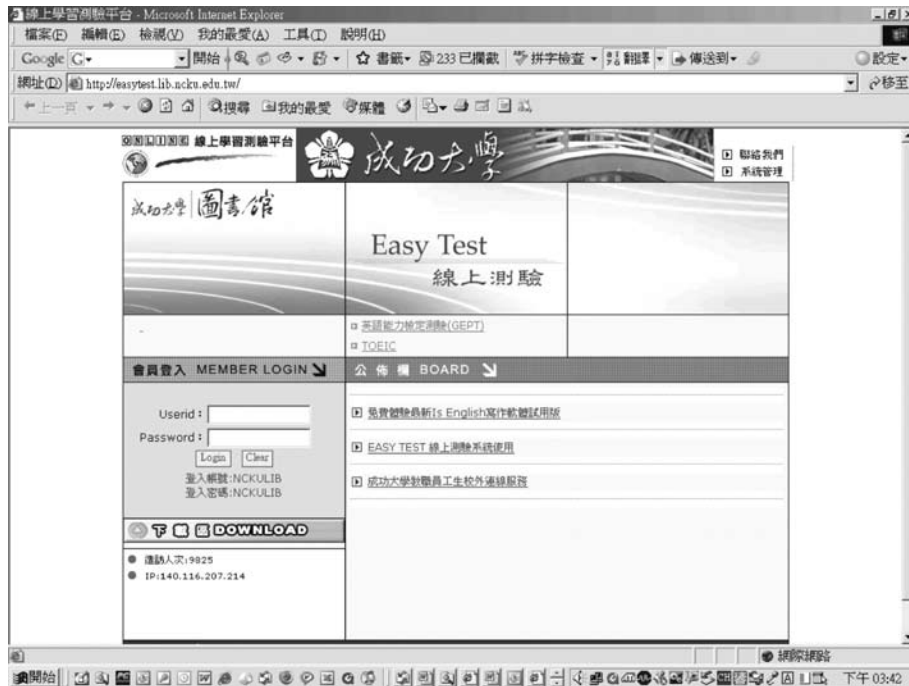 線上學習測驗平台 - Microsoft Internet Explorer
檔案(F) 編輯(E) 檢視(V) 我的最愛(A) 工具(T) 說明(H)
Google 開始 書籤 233 已攔截 拼字檢查 翻譯 傳送到 設定
網址(D) http://easytest.lib.ncku.edu.tw/ 移至
上一頁 搜尋 我的最愛 媒體
ONLINE 線上學習測驗平台
成功大學
聯絡我們
系統管理
成功大學 圖書館
Easy Test
線上測驗
英語能力檢定測驗(GEPT)
TOEIC
會員登入 MEMBER LOGIN
公佈欄 BOARD
Userid:
Password:
Login Clear
登入帳號:NCKULIB
登入密碼:NCKULIB
免費體驗最新Is English寫作軟體試用版
EASY TEST 線上測驗系統使用
成功大學教職員工生校外連線服務
下載區 DOWNLOAD
造訪人次:9825
IP:140.116.207.214
網際網路
開始 下午 03:42